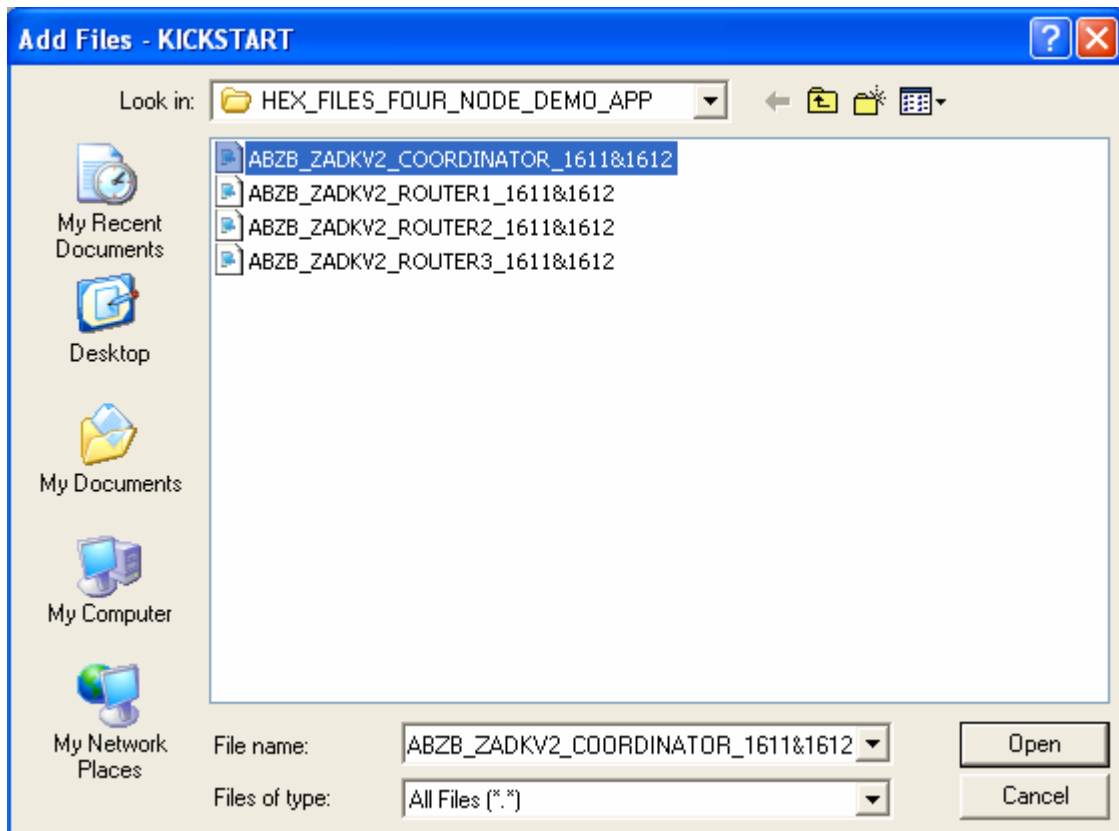 Add Files - KICKSTART
Look in:
HEX_FILES_FOUR_NODE_DEMO_APP
ABZB_ZADKV2_COORDINATOR_1611&1612
ABZB_ZADKV2_ROUTER1_1611&1612
ABZB_ZADKV2_ROUTER2_1611&1612
ABZB_ZADKV2_ROUTER3_1611&1612
My Recent
Documents
Desktop
My Documents
My Computer
My Network
Places
File name:
ABZB_ZADKV2_COORDINATOR_1611&1612
Open
Files of type:
All Files (*.*)
Cancel